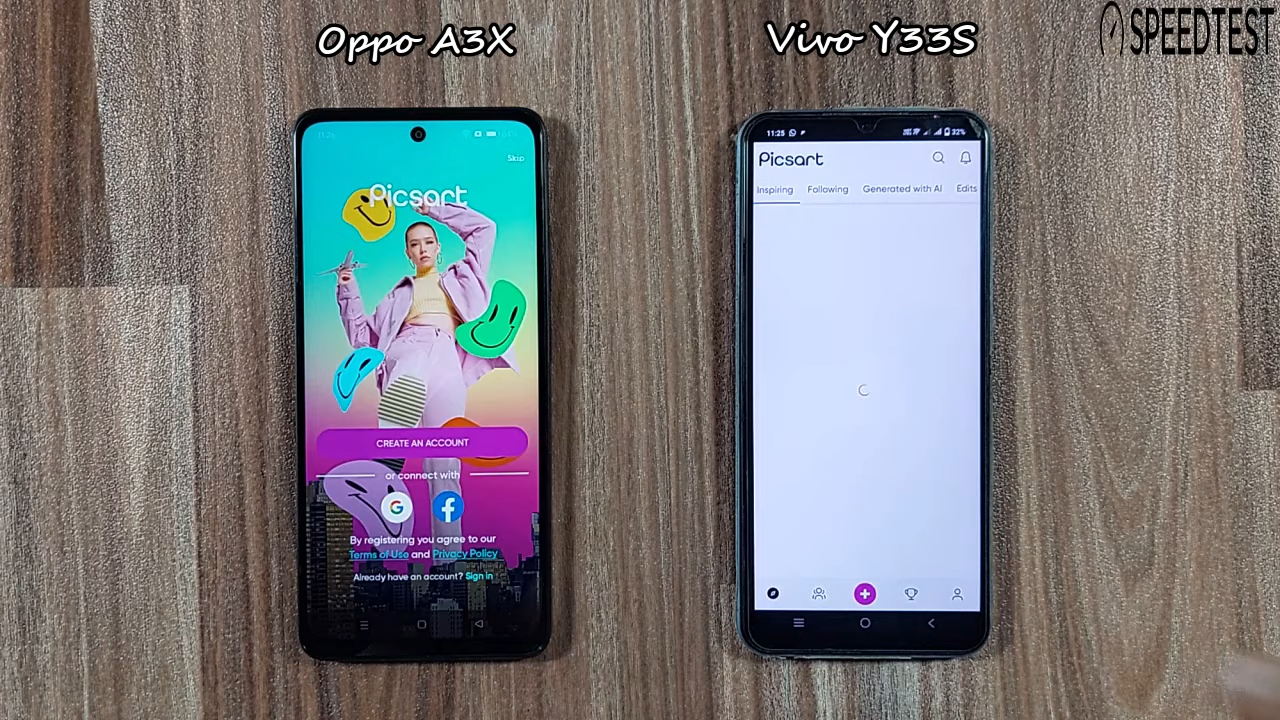 Oppo A3X
Vivo Y33S
SPEEDTEST
11:26
Skip
Picsart
CREATE AN ACCOUNT
or connect with
By registering you agree to our
Terms of Use and Privacy Policy
Already have an account? Sign in
11:25
32%
Picsart
Inspiring Following Generated with AI Edits